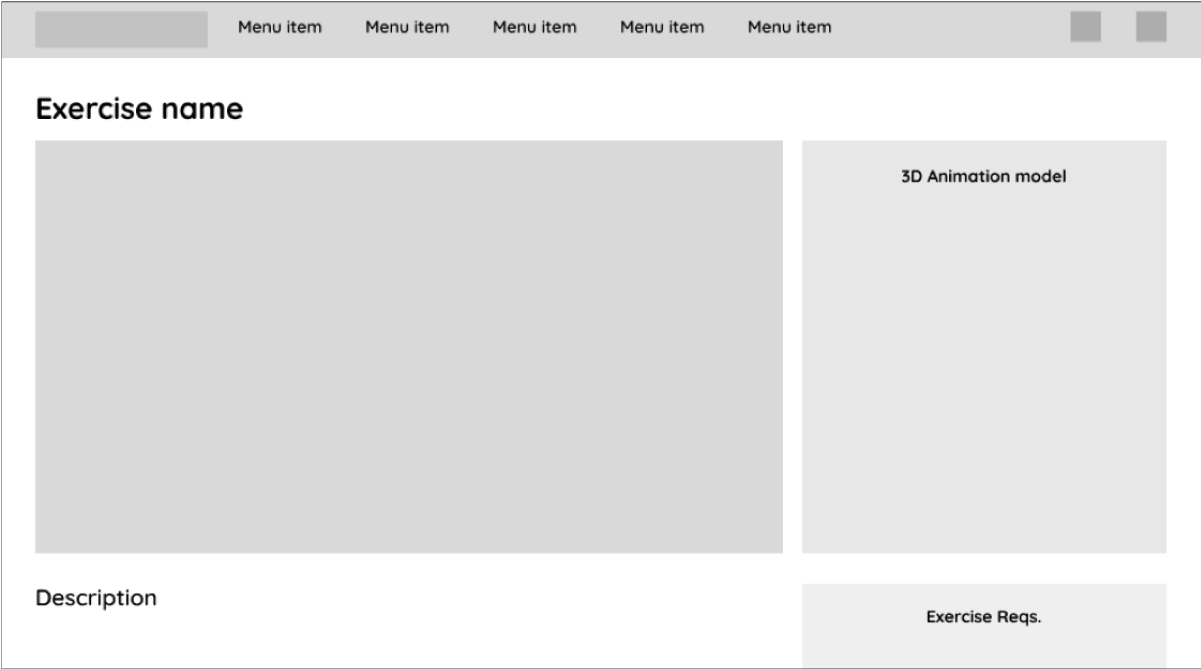 Menu item Menu item Menu item Menu item Menu item
Exercise name
3D Animation model
Description
Exercise Reqs.